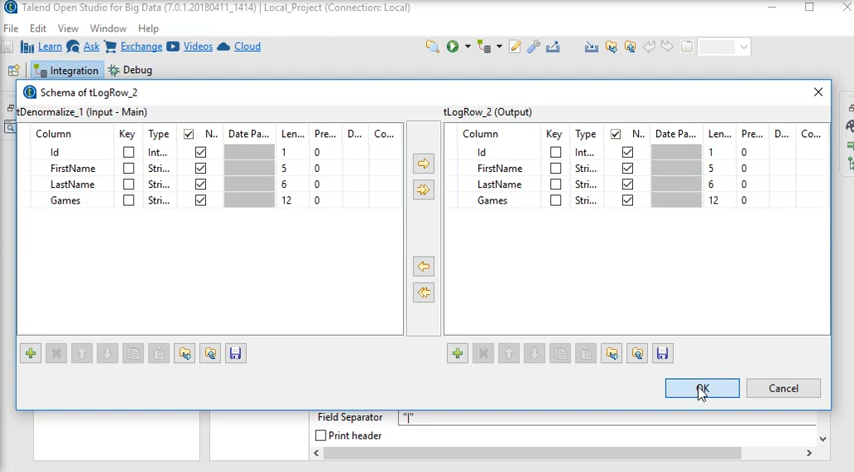 Talend Open Studio for Big Data (7.0.1.20180411_1414) | Local_Project (Connection: Local)
File Edit View Window Help
Learn Ask Exchange Videos Cloud
Integration Debug
Schema of tLogRow_2
tDenormalize_1 (Input - Main) tLogRow_2 (Output)
Column Key Type N.. Date Pa... Len... Pre... D... Co... Column Key Type N.. Date Pa... Len... Pre... D... Co...
Id Int... 1 0 Id Int... 1 0
FirstName Stri... 5 0 FirstName Stri... 5 0
LastName Stri... 6 0 LastName Stri... 6 0
Games Stri... 12 0 Games Stri... 12 0
OK Cancel
Field Separator "|"
Print header